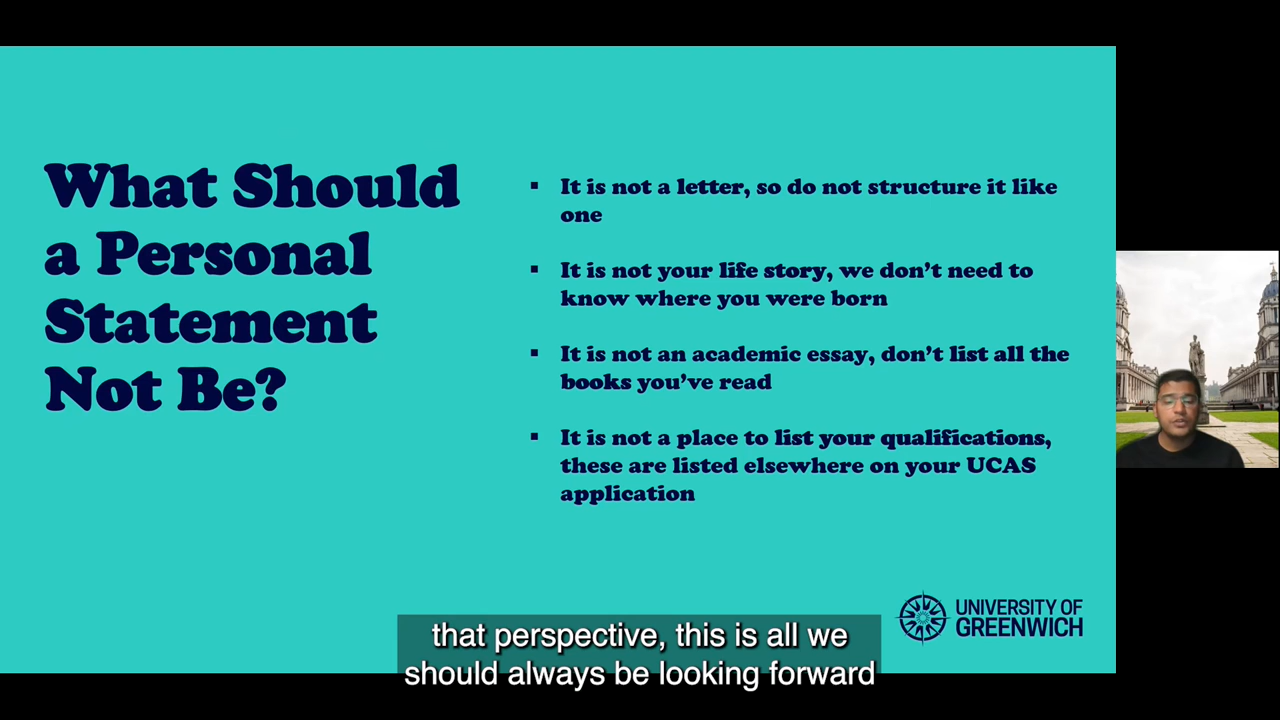 What Should
a Personal
Statement
Not Be?
▪ It is not a letter, so do not structure it like
one
▪ It is not your life story, we don't need to
know where you were born
▪ It is not an academic essay, don't list all the
books you've read
▪ It is not a place to list your qualifications,
these are listed elsewhere on your UCAS
application
UNIVERSITY OF
GREENWICH
that perspective, this is all we
should always be looking forward